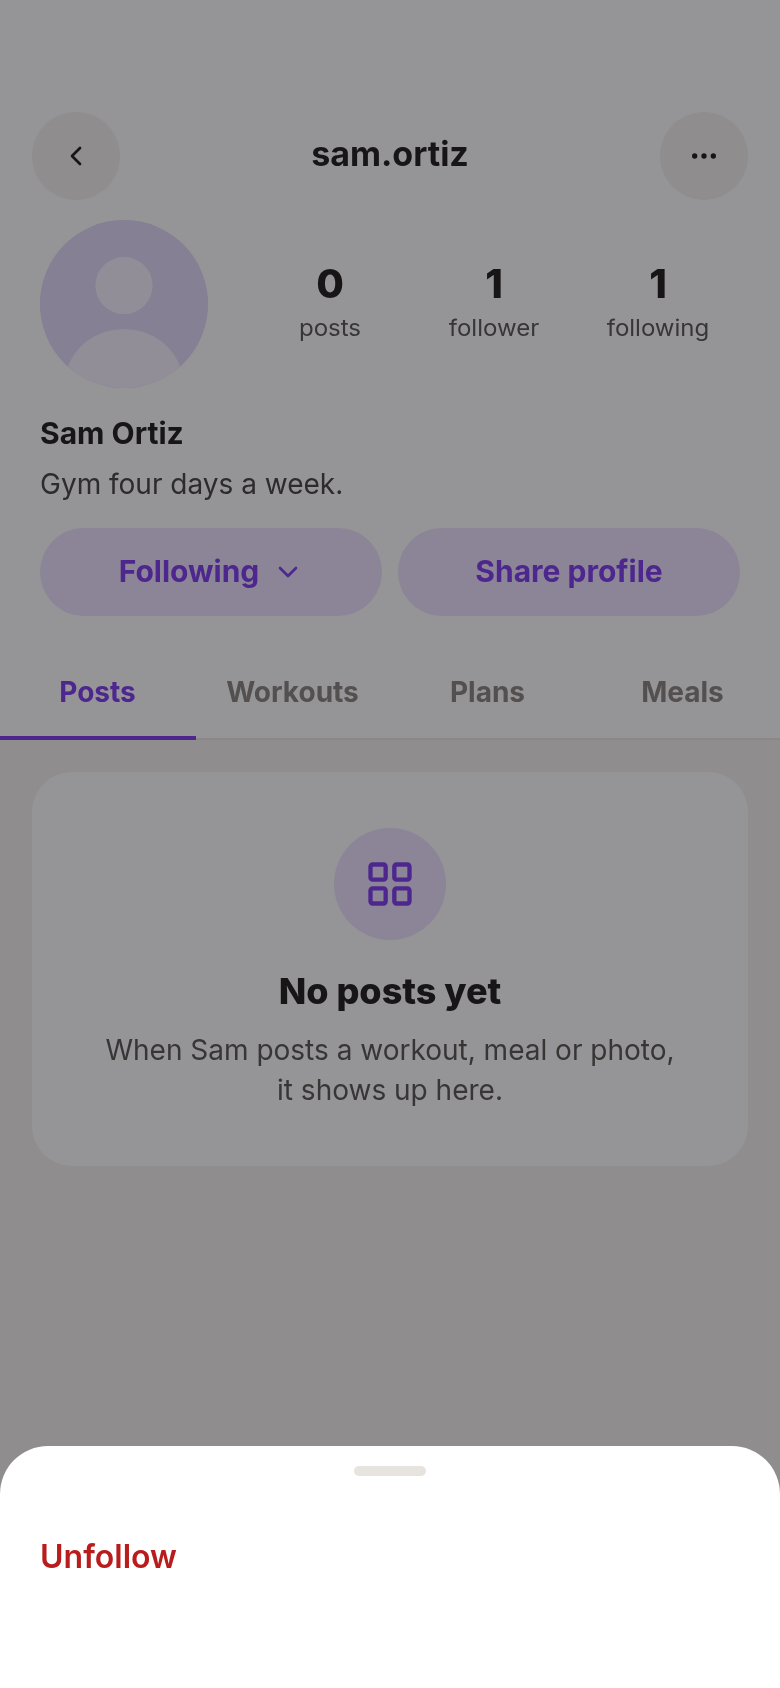 sam.ortiz
0 1 1
posts follower following
Sam Ortiz
Gym four days a week.
Following Share profile
Posts Workouts Plans Meals
No posts yet
When Sam posts a workout, meal or photo,
it shows up here.
Unfollow